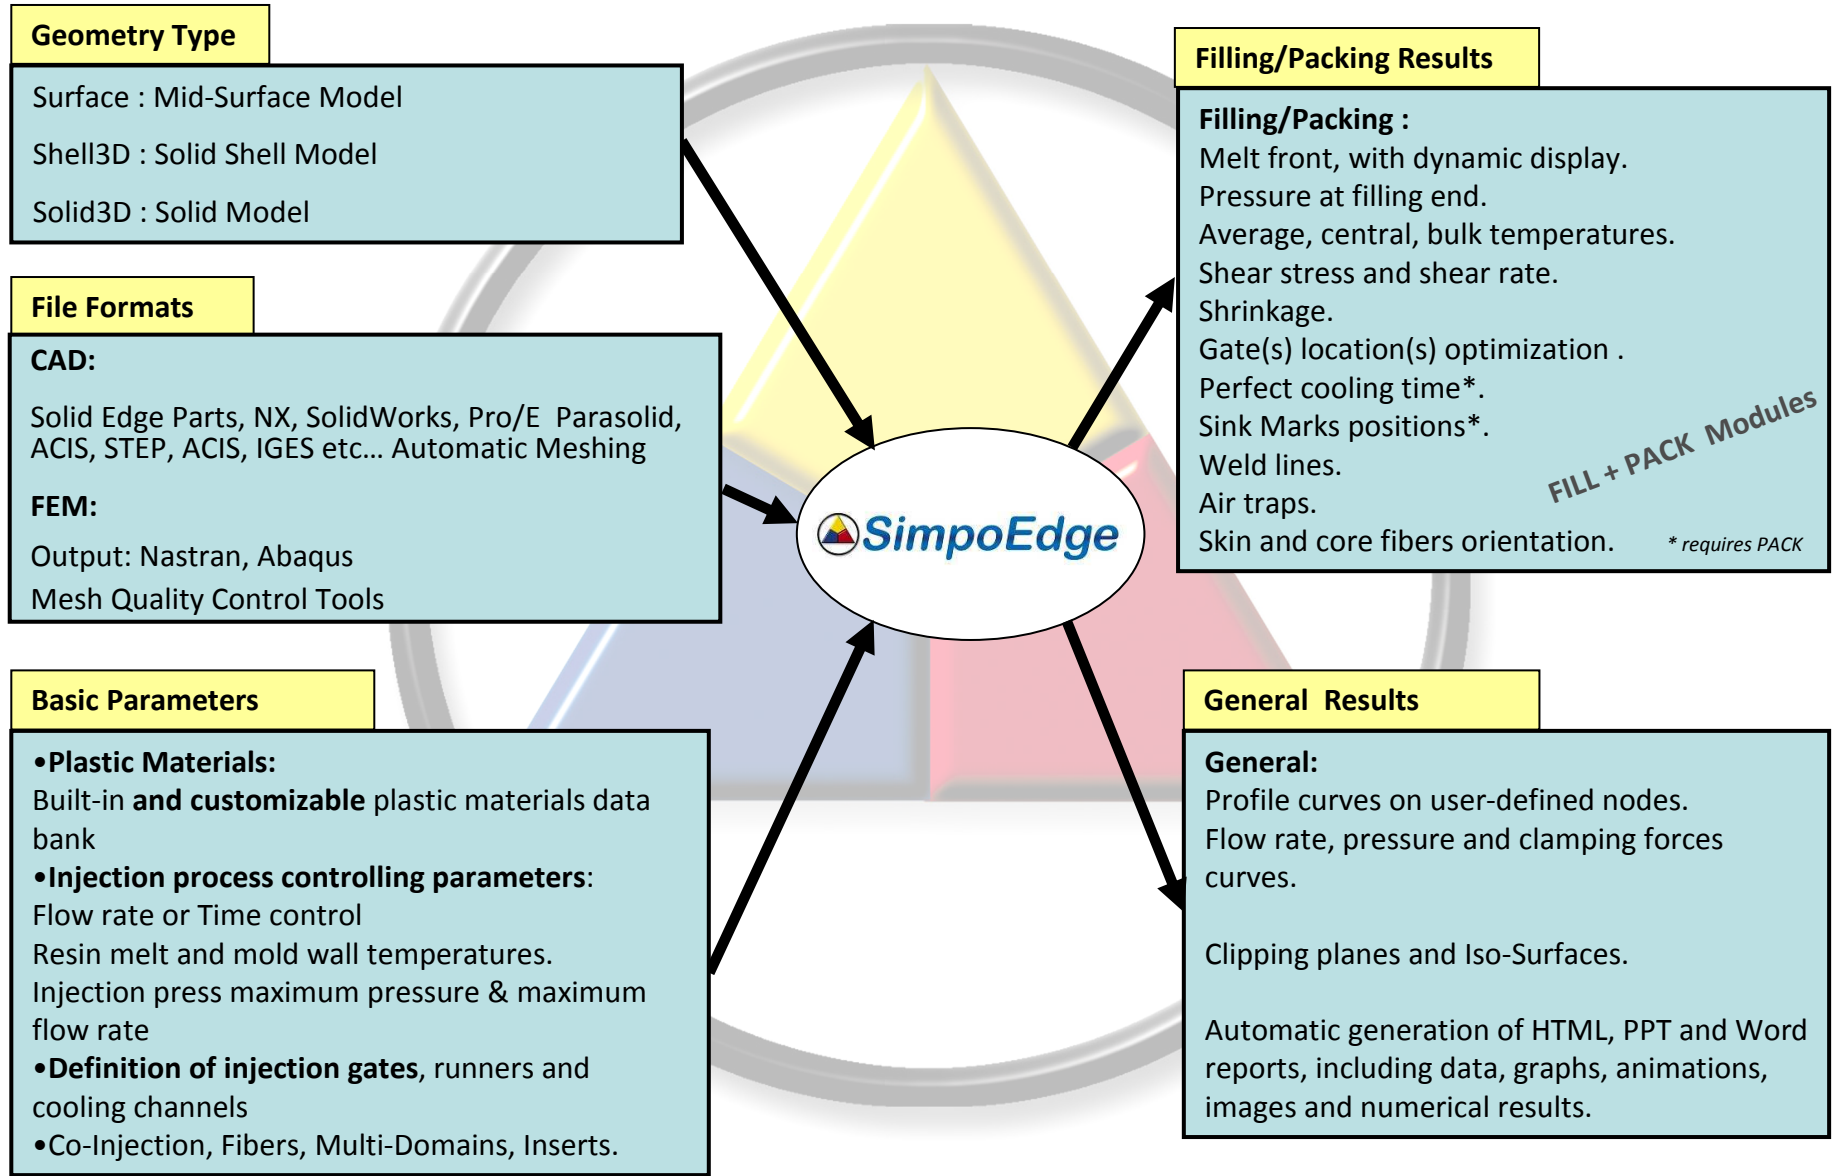 Geometry Type
Surface : Mid-Surface Model
Shell3D : Solid Shell Model
Solid3D : Solid Model
File Formats
CAD:
Solid Edge Parts, NX, SolidWorks, Pro/E  Parasolid,
ACIS, STEP, ACIS, IGES etc… Automatic Meshing
FEM:
Output: Nastran, Abaqus
Mesh Quality Control Tools
Basic Parameters
•Plastic Materials:
Built-in and customizable plastic materials data
bank
•Injection process controlling parameters:
Flow rate or Time control
Resin melt and mold wall temperatures.
Injection press maximum pressure & maximum
flow rate
•Definition of injection gates, runners and
cooling channels
•Co-Injection, Fibers, Multi-Domains, Inserts.
SimpoEdge
Filling/Packing Results
Filling/Packing :
Melt front, with dynamic display.
Pressure at filling end.
Average, central, bulk temperatures.
Shear stress and shear rate.
Shrinkage.
Gate(s) location(s) optimization .
Perfect cooling time*.
Sink Marks positions*.
Weld lines.
Air traps.
Skin and core fibers orientation.
* requires PACK
FILL + PACK  Modules
General  Results
General:
Profile curves on user-defined nodes.
Flow rate, pressure and clamping forces
curves.
Clipping planes and Iso-Surfaces.
Automatic generation of HTML, PPT and Word
reports, including data, graphs, animations,
images and numerical results.